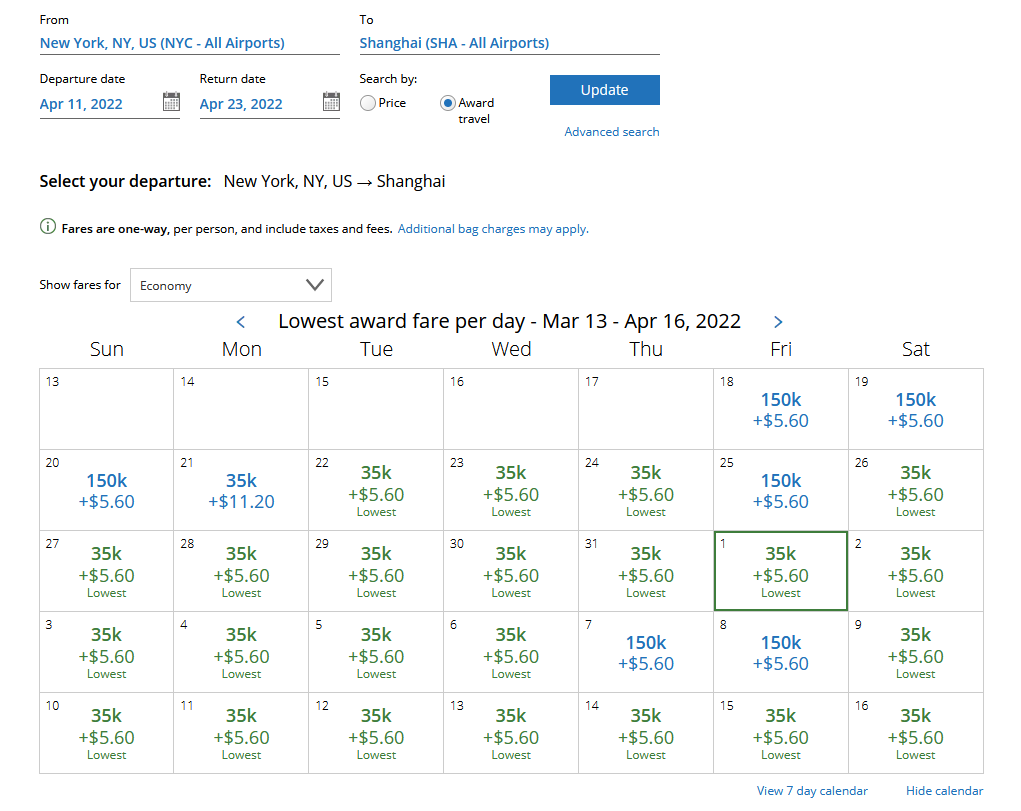 From To
New York, NY, US (NYC - All Airports) Shanghai (SHA - All Airports)
Departure date Return date Search by:
Apr 11, 2022 Apr 23, 2022 Price Award travel Update
Advanced search
Select your departure: New York, NY, US → Shanghai
Fares are one-way, per person, and include taxes and fees. Additional bag charges may apply.
Show fares for Economy
Lowest award fare per day - Mar 13 - Apr 16, 2022
Sun Mon Tue Wed Thu Fri Sat
13 14 15 16 17 18 19
150k 150k
+$5.60 +$5.60
20 21 22 23 24 25 26
150k 35k 35k 35k 35k 150k 35k
+$5.60 +$11.20 +$5.60 +$5.60 +$5.60 +$5.60 +$5.60
Lowest Lowest Lowest Lowest
27 28 29 30 31 1 2
35k 35k 35k 35k 35k 35k 35k
+$5.60 +$5.60 +$5.60 +$5.60 +$5.60 +$5.60 +$5.60
Lowest Lowest Lowest Lowest Lowest Lowest Lowest
3 4 5 6 7 8 9
35k 35k 35k 35k 150k 150k 35k
+$5.60 +$5.60 +$5.60 +$5.60 +$5.60 +$5.60 +$5.60
Lowest Lowest Lowest Lowest Lowest
10 11 12 13 14 15 16
35k 35k 35k 35k 35k 35k 35k
+$5.60 +$5.60 +$5.60 +$5.60 +$5.60 +$5.60 +$5.60
Lowest Lowest Lowest Lowest Lowest Lowest Lowest
View 7 day calendar Hide calendar